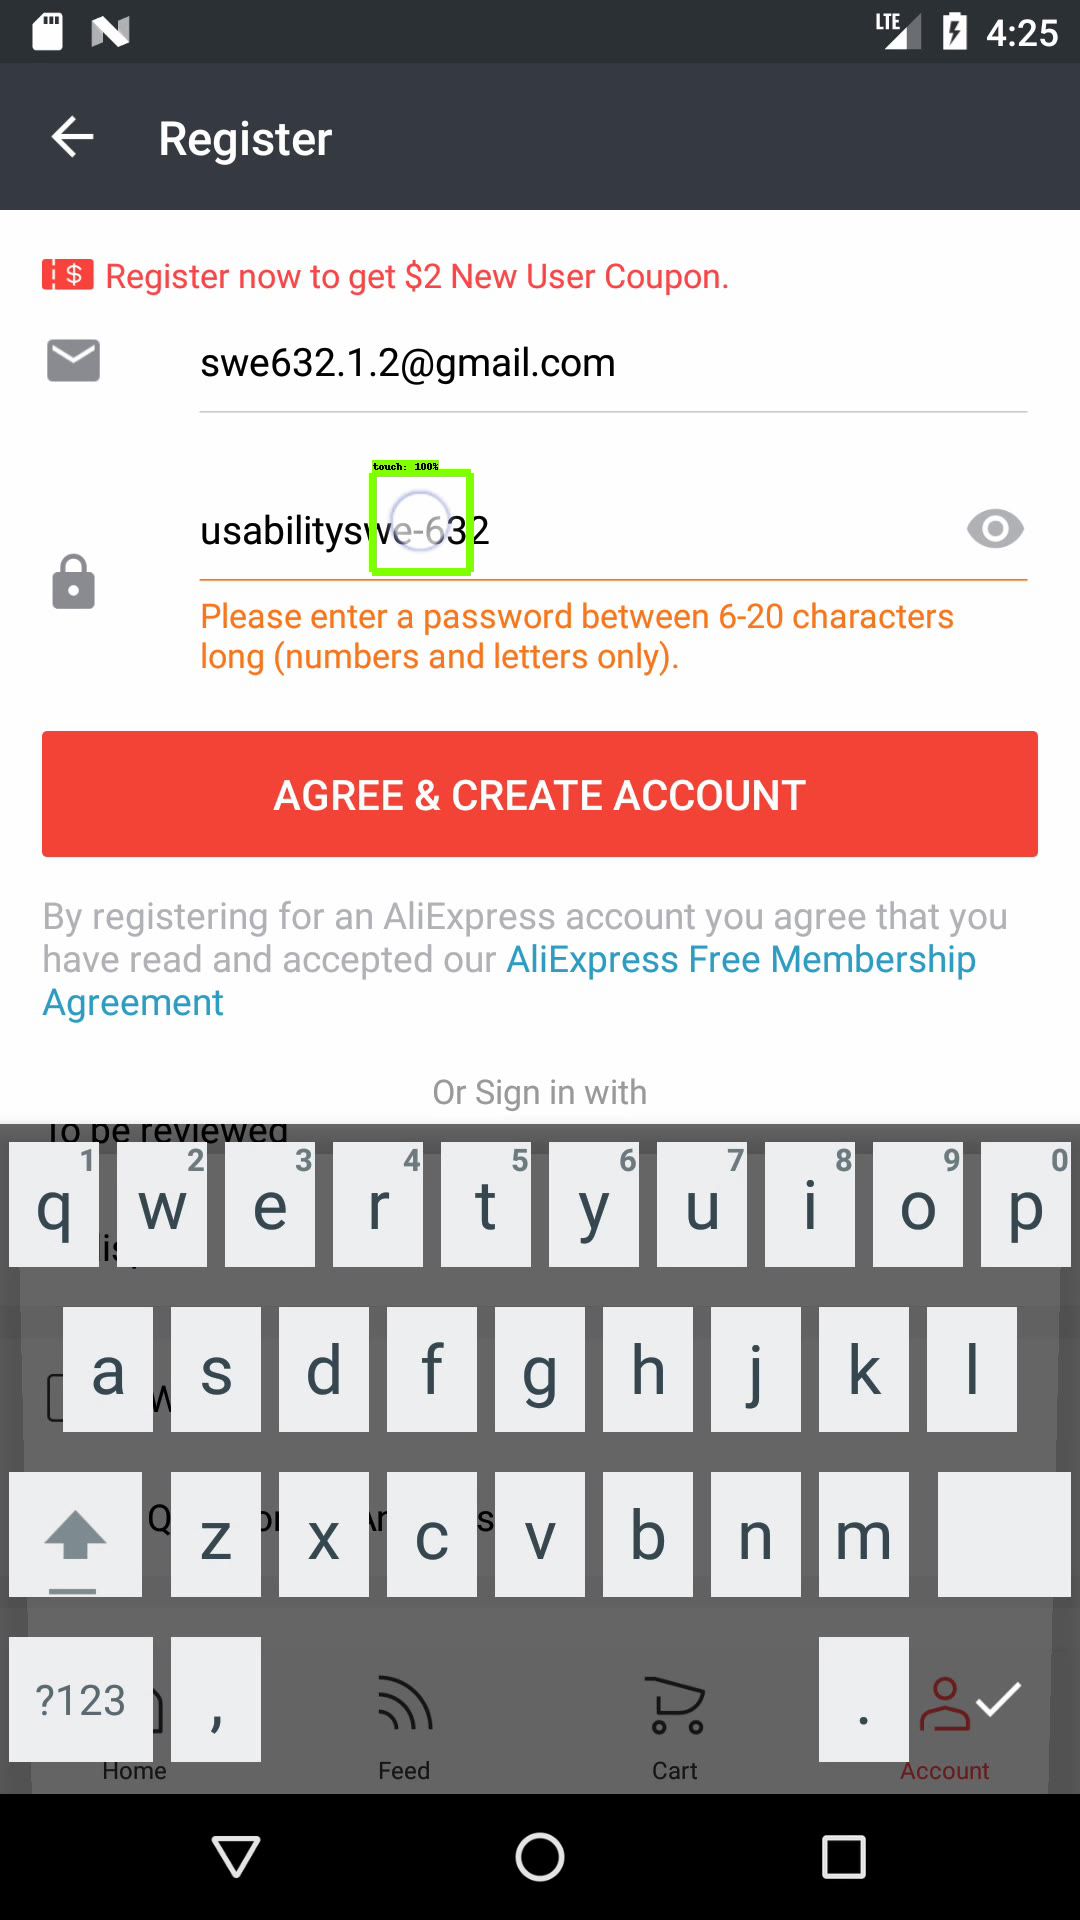 LTE 4:25
Register
$ Register now to get $2 New User Coupon.
swe632.1.2@gmail.com
touch: 100%
usabilityswe-632
Please enter a password between 6-20 characters
long (numbers and letters only).
AGREE & CREATE ACCOUNT
By registering for an AliExpress account you agree that you
have read and accepted our AliExpress Free Membership
Agreement
Or Sign in with
To be reviewed
1 2 3 4 5 6 7 8 9 0
q w e r t y u i o p
a s d f g h j k l
z x c v b n m
?123 , .
Home Feed Cart Account